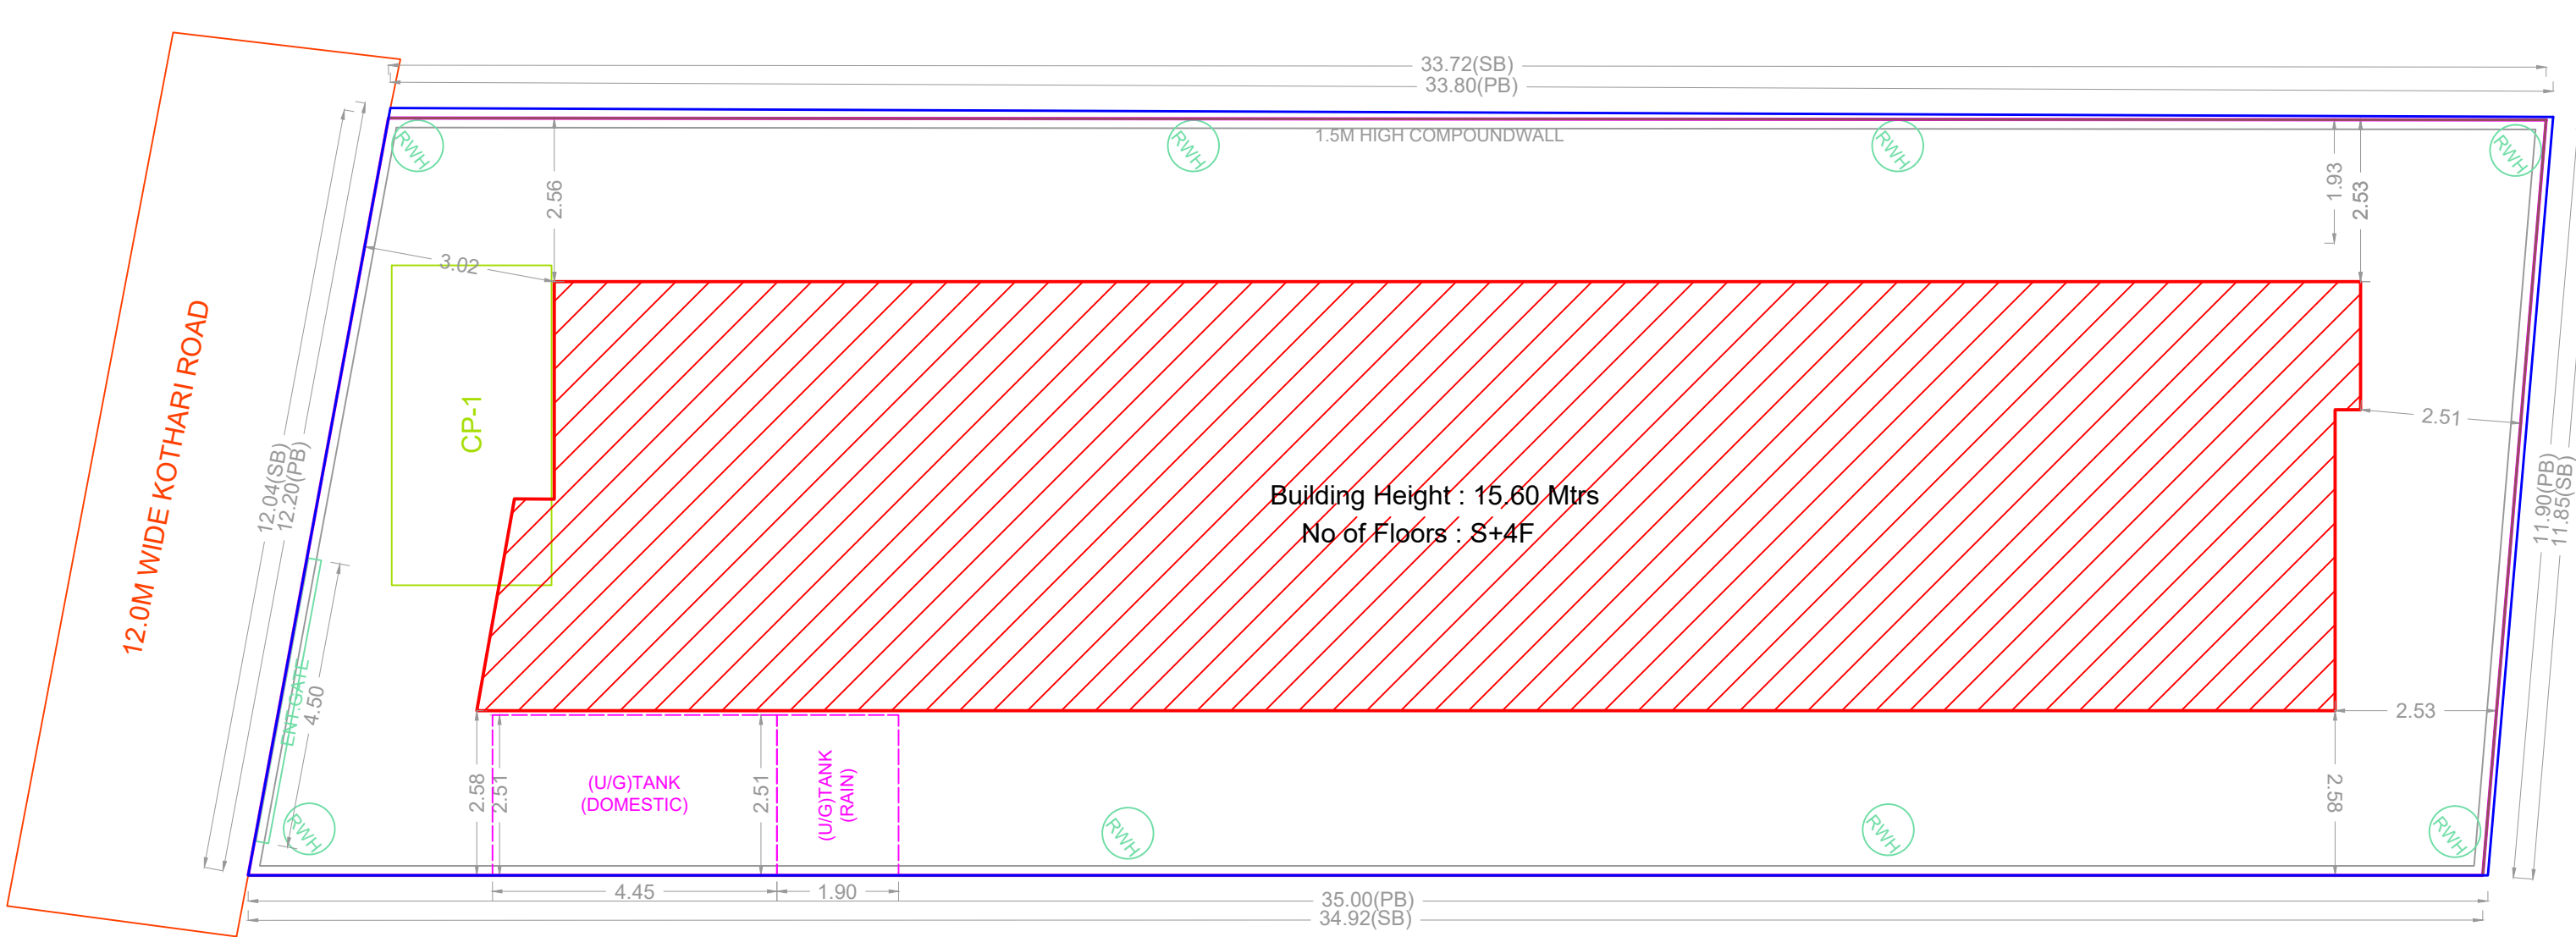 33.72(SB)
33.80(PB)
1.5M HIGH COMPOUNDWALL
RWH
RWH
RWH
RWH
2.56
1.93
2.53
3.02
12.0M WIDE KOTHARI ROAD
CP-1
12.04(SB)
12.20(PB)
2.51
Building Height : 15.60 Mtrs
No of Floors : S+4F
11.90(PB)
11.85(SB)
ENT.GATE
4.50
2.53
2.58
2.51
(U/G)TANK
(DOMESTIC)
2.51
(U/G)TANK
(RAIN)
2.58
RWH
RWH
RWH
RWH
4.45
1.90
35.00(PB)
34.92(SB)